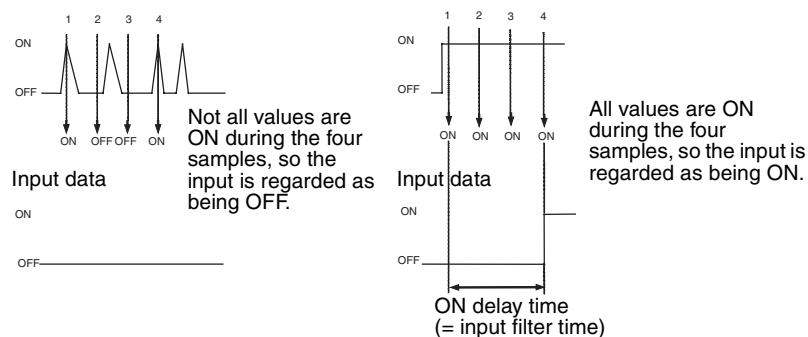 1 2 3 4
ON
OFF
ON OFF OFF ON
Not all values are
ON during the four
samples, so the
input is regarded as
being OFF.
Input data
ON
OFF
1 2 3 4
ON
OFF
ON ON ON ON
All values are ON
during the four
samples, so the input is
regarded as being ON.
Input data
ON
OFF
ON delay time
(= input filter time)